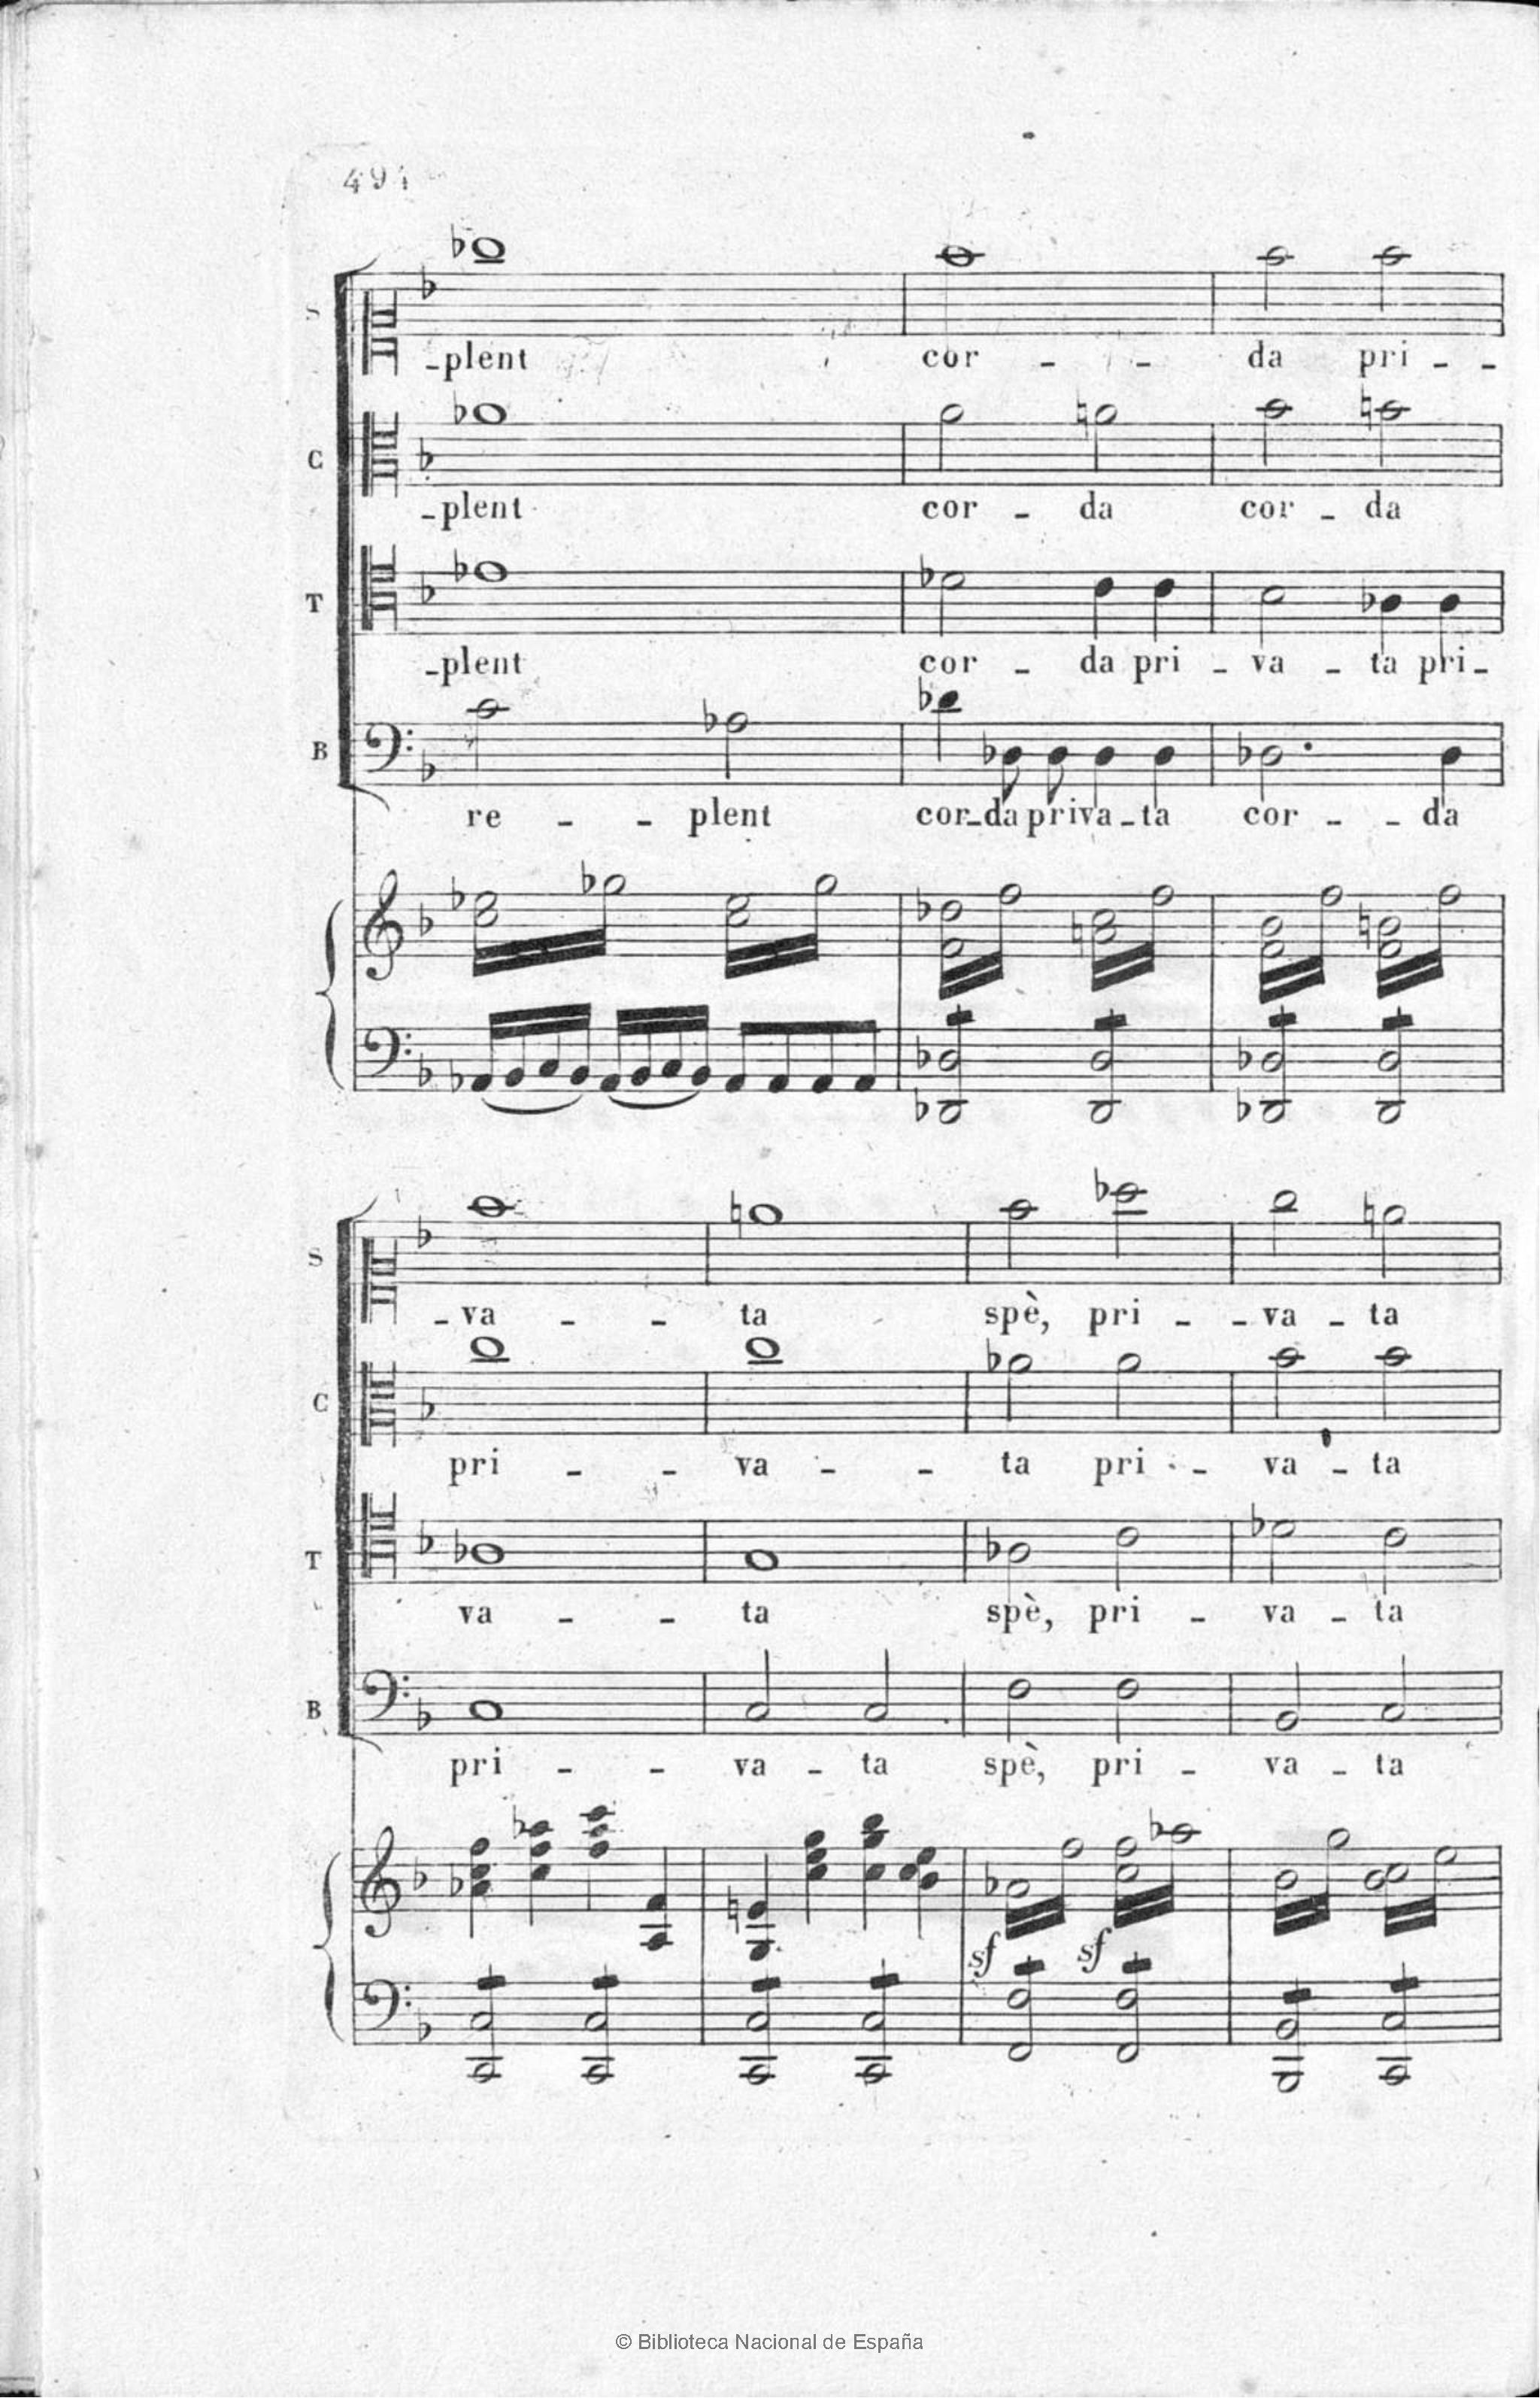 494
S
-plent cor - - da pri - -
C
-plent cor - da cor - da
T
-plent cor - da pri - va - ta pri -
B
re - - plent cor-da priva-ta cor - - da
S
- va - - ta spè, pri - - va - ta
C
pri - - va - - ta pri - va - ta
T
va - - ta spè, pri - va - ta
B
pri - - va - ta spè, pri - va - ta
sf sf
© Biblioteca Nacional de España